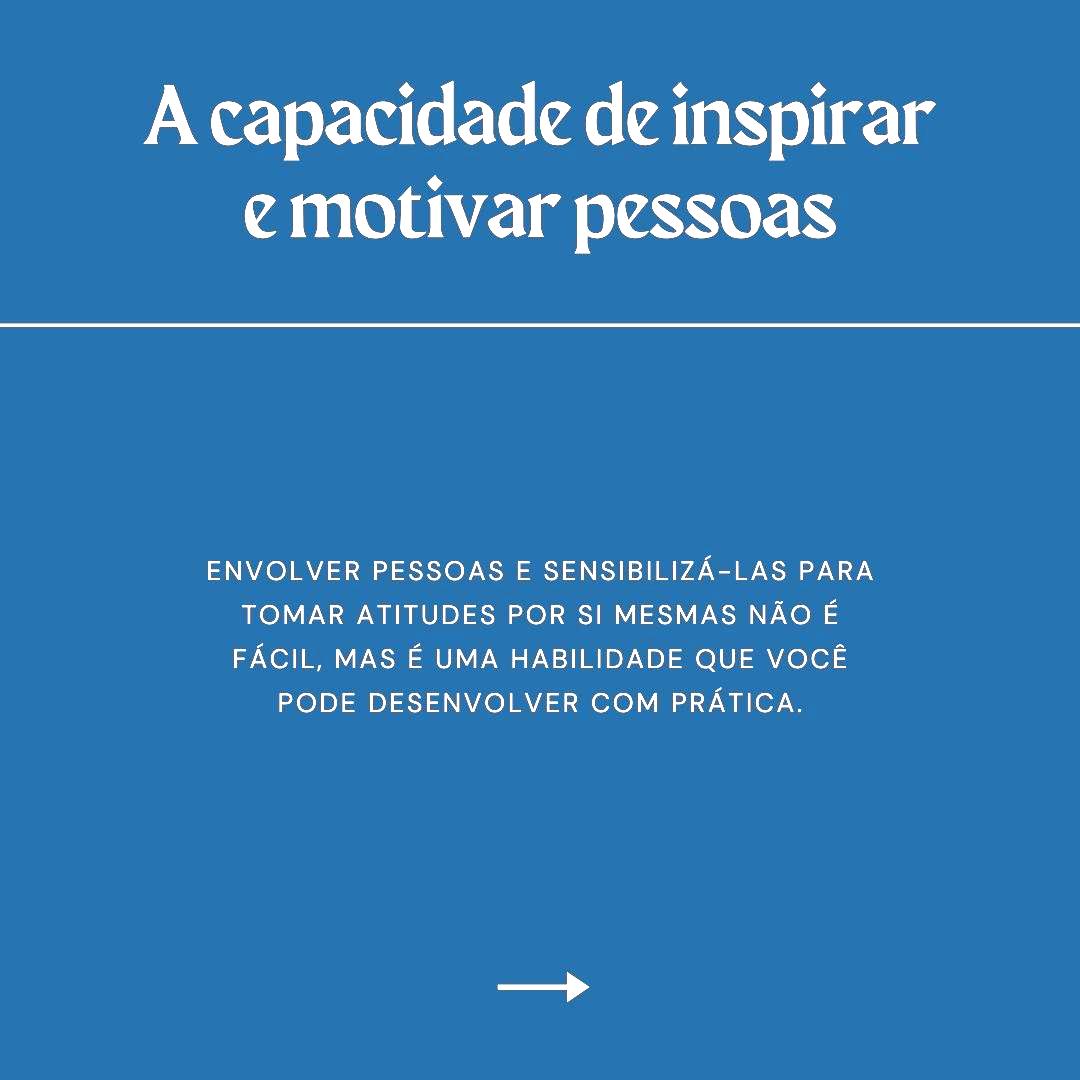 A capacidade de inspirar
e motivar pessoas
ENVOLVER PESSOAS E SENSIBILIZÁ-LAS PARA
TOMAR ATITUDES POR SI MESMAS NÃO É
FÁCIL, MAS É UMA HABILIDADE QUE VOCÊ
PODE DESENVOLVER COM PRÁTICA.